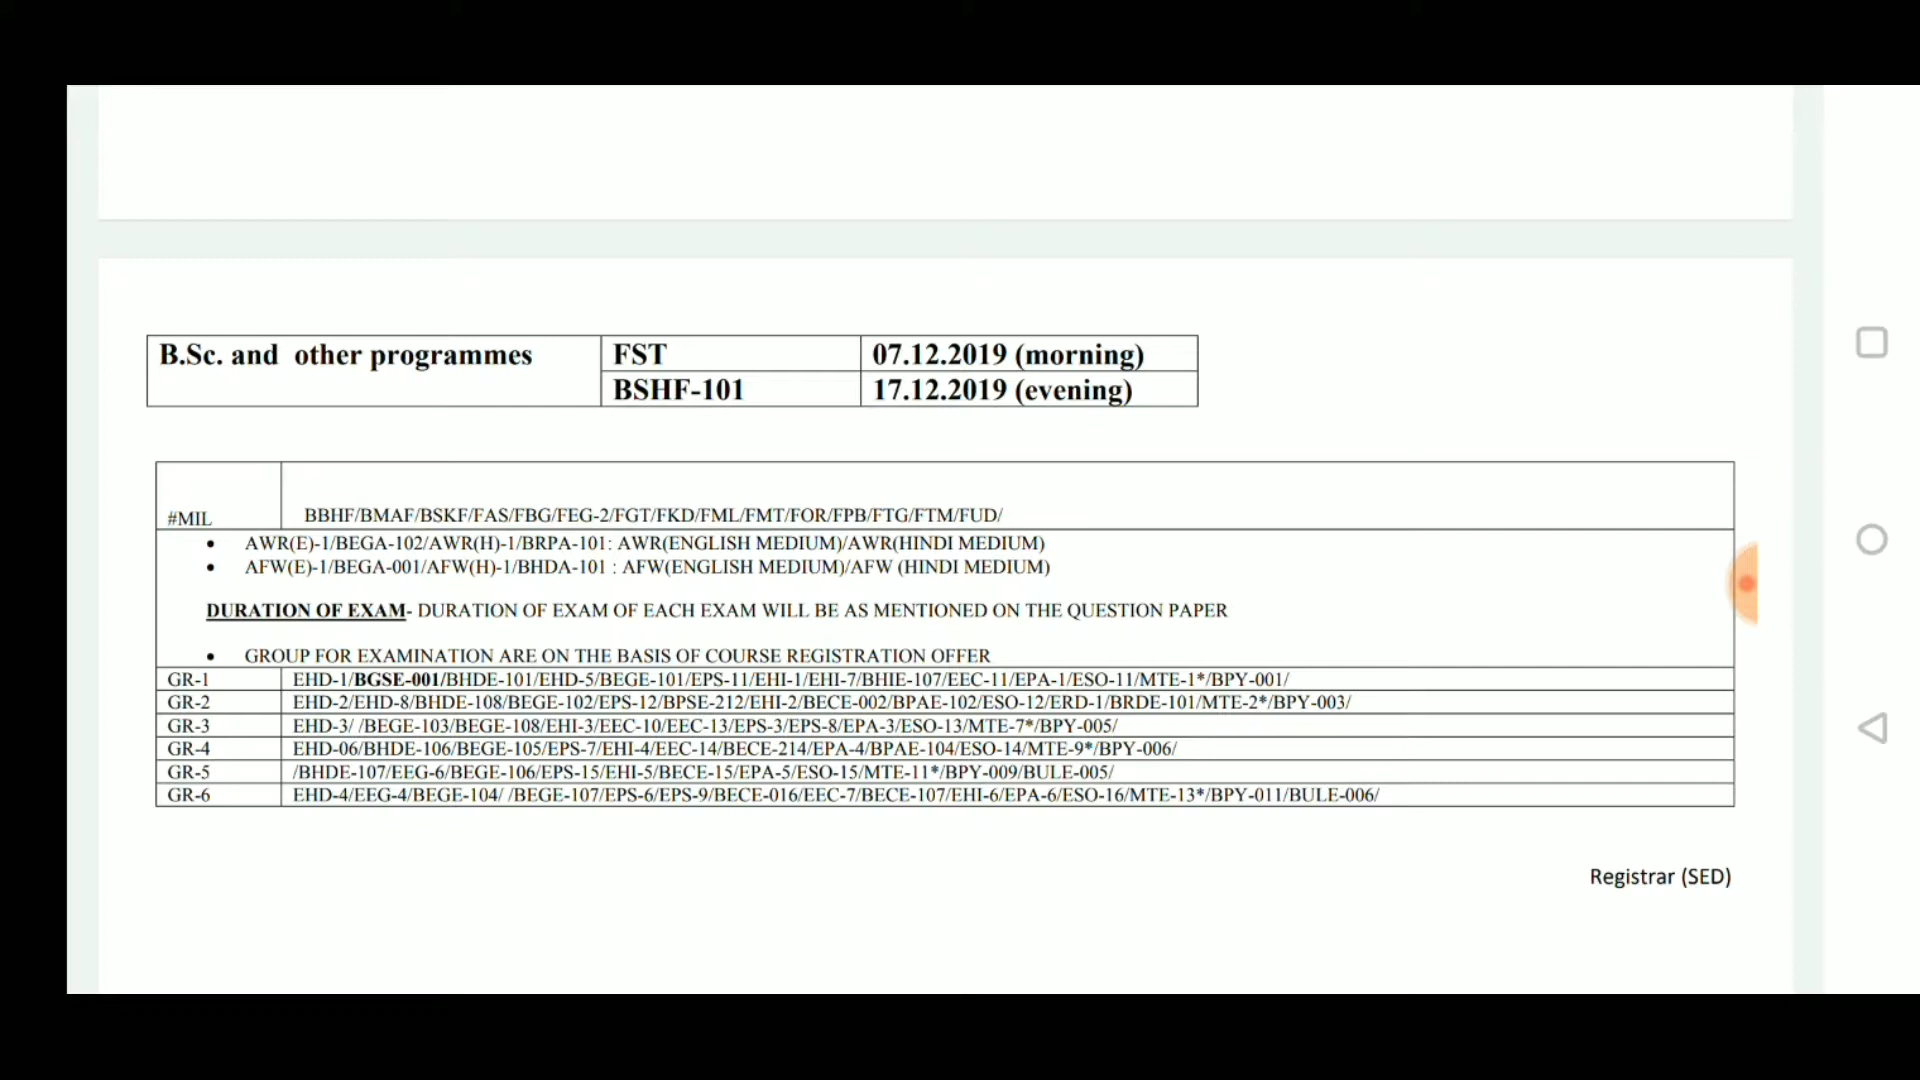 B.Sc. and other programmes FST 07.12.2019 (morning)
BSHF-101 17.12.2019 (evening)
#MIL BBHF/BMAF/BSKF/FAS/FBG/FEG-2/FGT/FKD/FML/FMT/FOR/FPB/FTG/FTM/FUD/
• AWR(E)-1/BEGA-102/AWR(H)-1/BRPA-101: AWR(ENGLISH MEDIUM)/AWR(HINDI MEDIUM)
• AFW(E)-1/BEGA-001/AFW(H)-1/BHDA-101 : AFW(ENGLISH MEDIUM)/AFW (HINDI MEDIUM)
DURATION OF EXAM- DURATION OF EXAM OF EACH EXAM WILL BE AS MENTIONED ON THE QUESTION PAPER
• GROUP FOR EXAMINATION ARE ON THE BASIS OF COURSE REGISTRATION OFFER
GR-1 EHD-1/BGSE-001/BHDE-101/EHD-5/BEGE-101/EPS-11/EHI-1/EHI-7/BHIE-107/EEC-11/EPA-1/ESO-11/MTE-1*/BPY-001/
GR-2 EHD-2/EHD-8/BHDE-108/BEGE-102/EPS-12/BPSE-212/EHI-2/BECE-002/BPAE-102/ESO-12/ERD-1/BRDE-101/MTE-2*/BPY-003/
GR-3 EHD-3/ /BEGE-103/BEGE-108/EHI-3/EEC-10/EEC-13/EPS-3/EPS-8/EPA-3/ESO-13/MTE-7*/BPY-005/
GR-4 EHD-06/BHDE-106/BEGE-105/EPS-7/EHI-4/EEC-14/BECE-214/EPA-4/BPAE-104/ESO-14/MTE-9*/BPY-006/
GR-5 /BHDE-107/EEG-6/BEGE-106/EPS-15/EHI-5/BECE-15/EPA-5/ESO-15/MTE-11*/BPY-009/BULE-005/
GR-6 EHD-4/EEG-4/BEGE-104/ /BEGE-107/EPS-6/EPS-9/BECE-016/EEC-7/BECE-107/EHI-6/EPA-6/ESO-16/MTE-13*/BPY-011/BULE-006/
Registrar (SED)